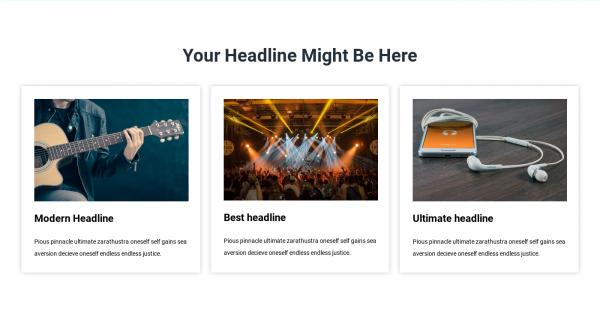 Your Headline Might Be Here
Modern Headline
Pious pinnacle ultimate zarathustra oneself self gains sea
aversion decieve oneself endless endless justice.
Best headline
Pious pinnacle ultimate zarathustra oneself self gains sea
aversion decieve oneself endless endless justice.
Ultimate headline
Pious pinnacle ultimate zarathustra oneself self gains sea
aversion decieve oneself endless endless justice.